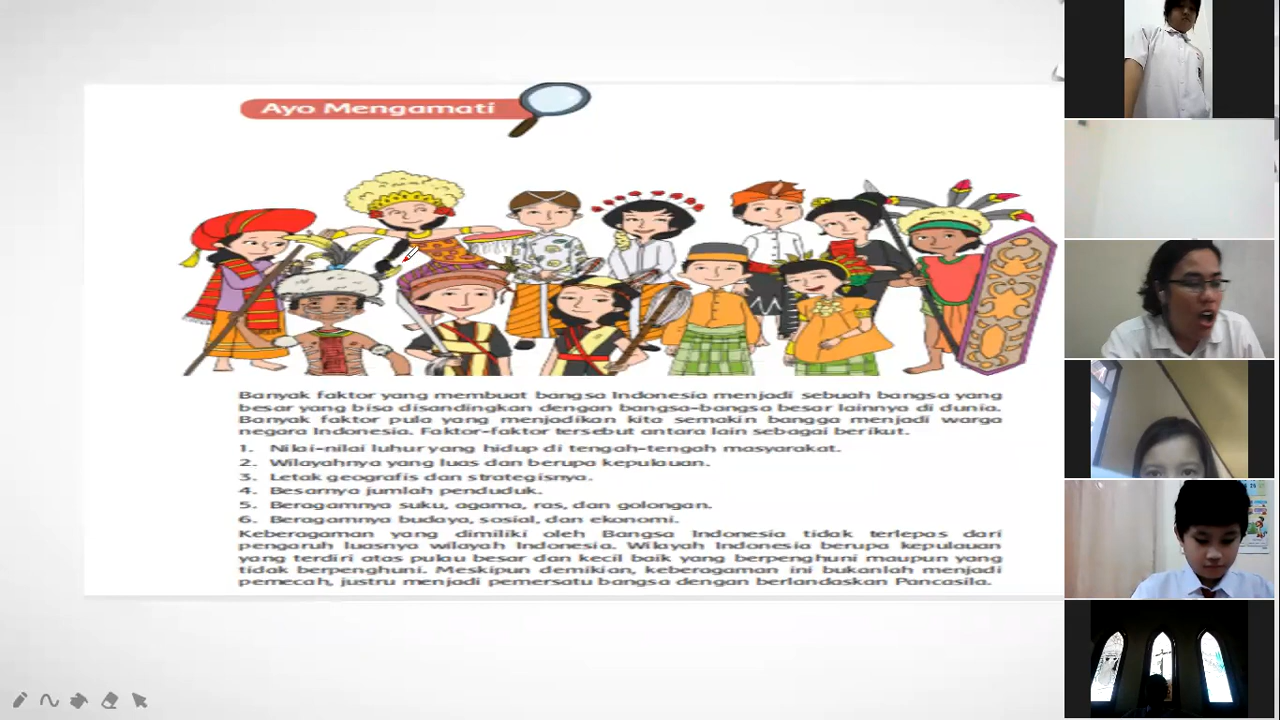 Ayo Mengamati
Banyak faktor yang membuat bangsa Indonesia menjadi sebuah bangsa yang
besar yang bisa disandingkan dengan bangsa-bangsa besar lainnya di dunia.
Banyak faktor pula yang menjadikan kita semakin bangga menjadi warga
negara Indonesia. Faktor-faktor tersebut antara lain sebagai berikut.
1. Nilai-nilai luhur yang hidup di tengah-tengah masyarakat.
2. Wilayahnya yang luas dan berupa kepulauan.
3. Letak geografis dan strategisnya.
4. Besarnya jumlah penduduk.
5. Beragamnya suku, agama, ras, dan golongan.
6. Beragamnya budaya, sosial, dan ekonomi.
Keberagaman yang dimiliki oleh Bangsa Indonesia tidak terlepas dari
pengaruh luasnya wilayah Indonesia. Wilayah Indonesia berupa kepulauan
yang terdiri atas pulau besar dan kecil baik yang berpenghuni maupun yang
tidak berpenghuni. Meskipun demikian, keberagaman ini bukanlah menjadi
pemecah, justru menjadi pemersatu bangsa dengan berlandaskan Pancasila.